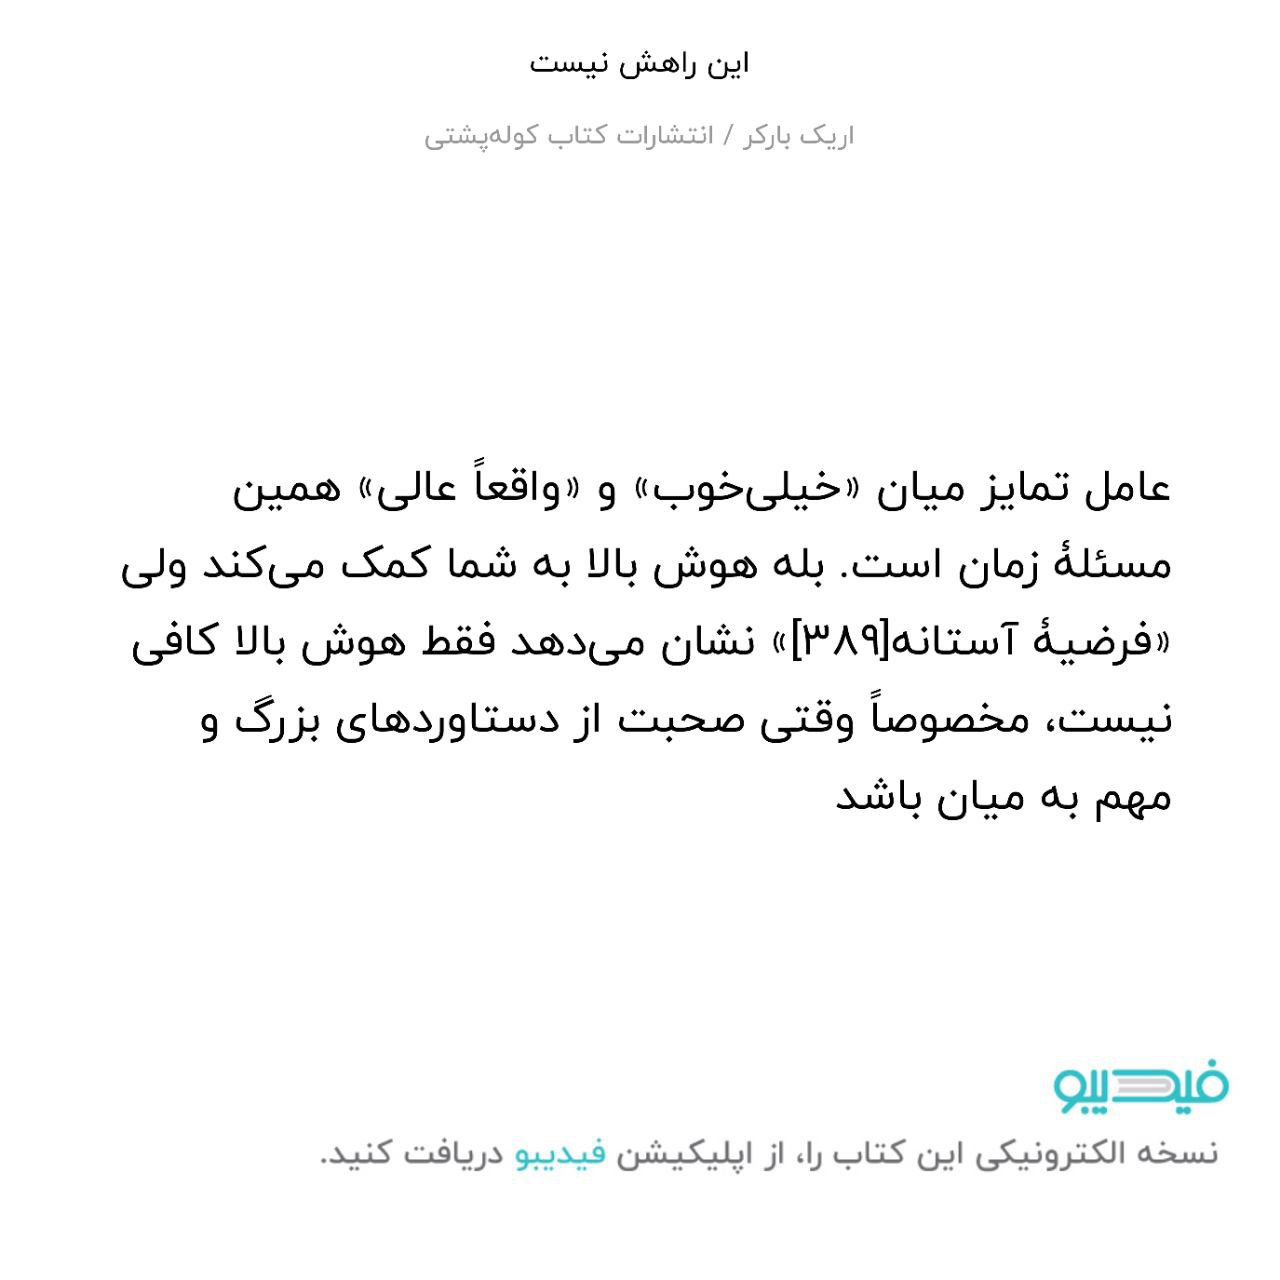 این راهش نیست
اریک بارکر / انتشارات کتاب کوله‌پشتی
عامل تمایز میان «خیلی‌خوب» و «واقعاً عالی» همین
مسئلهٔ زمان است. بله هوش بالا به شما کمک می‌کند ولی
«فرضیهٔ آستانه[۳۸۹]» نشان می‌دهد فقط هوش بالا کافی
نیست، مخصوصاً وقتی صحبت از دستاوردهای بزرگ و
مهم به میان باشد
فیدیبو
نسخه الکترونیکی این کتاب را، از اپلیکیشن فیدیبو دریافت کنید.